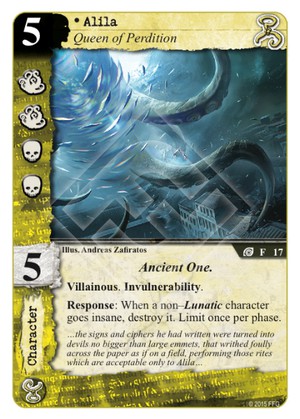 5
• Alila
Queen of Perdition
Illus. Andreas Zafiratos
F 17
5
Ancient One.
Villainous. Invulnerability.
Response: When a non–Lunatic character
goes insane, destroy it. Limit once per phase.
...the signs and ciphers he had written were turned into
devils no bigger than large emmets, that writhed foully
across the paper as if on a field, performing those rites
which are acceptable only to Alila...
Character
© 2015 FFG